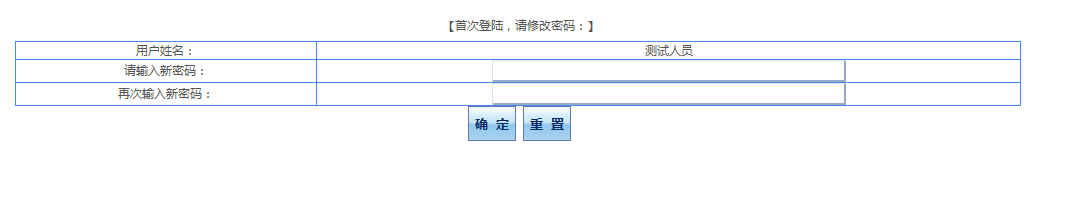 【首次登陆，请修改密码：】
用户姓名： 测试人员
请输入新密码：
再次输入新密码：
确 定 重 置